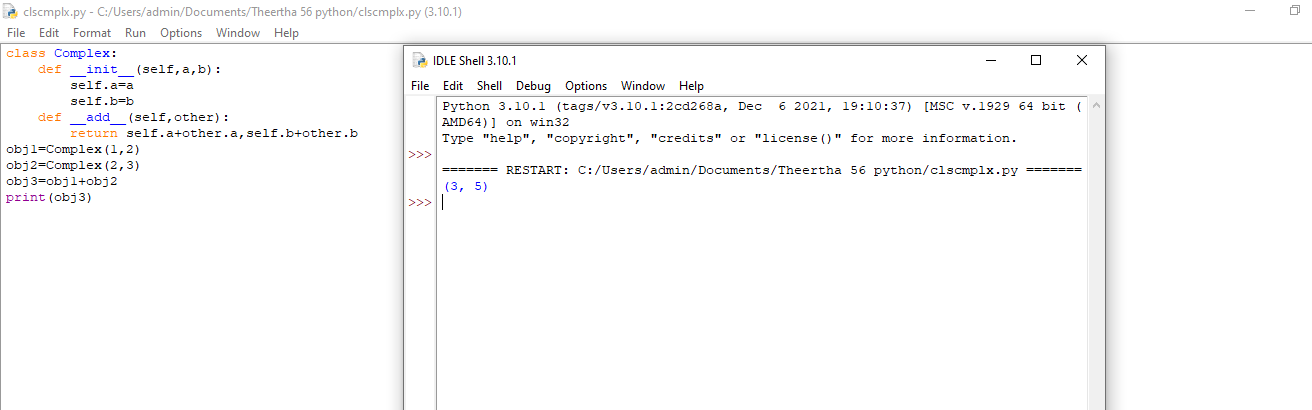 clscmplx.py - C:/Users/admin/Documents/Theertha 56 python/clscmplx.py (3.10.1)
File Edit Format Run Options Window Help
class Complex:
    def __init__(self,a,b):
        self.a=a
        self.b=b
    def __add__(self,other):
        return self.a+other.a,self.b+other.b
obj1=Complex(1,2)
obj2=Complex(2,3)
obj3=obj1+obj2
print(obj3)
IDLE Shell 3.10.1
File Edit Shell Debug Options Window Help
Python 3.10.1 (tags/v3.10.1:2cd268a, Dec  6 2021, 19:10:37) [MSC v.1929 64 bit (
AMD64)] on win32
Type "help", "copyright", "credits" or "license()" for more information.
>>>
======= RESTART: C:/Users/admin/Documents/Theertha 56 python/clscmplx.py =======
(3, 5)
>>>